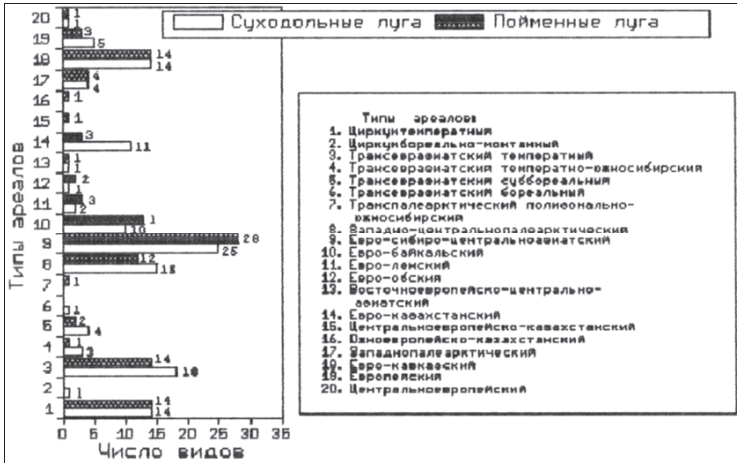 Суходольные луга Пойменные луга
Типы ареалов
20 1
1
19 3
5
18 14
14
17 4
4
16 1
15 1
14 3
11
13 1
1
12 2
1
11 3
2
10 1
10
9 28
25
8 12
15
7 1
6 1
5 2
4
4 1
3
3 14
18
2 1
1 14
14
0 5 10 15 20 25 30 35
Число видов
Типы ареалов
1. Циркумтемператный
2. Циркумбореально-монтанный
3. Трансевразиатский температный
4. Трансевразиатский температно-южносибирский
5. Трансевразиатский суббореальный
6. Трансевразиатский бореальный
7. Транспалеарктический полизонально-
южносибирский
8. Западно-центральнопалеарктический
9. Евро-сибиро-центральноазиатский
10. Евро-байкальский
11. Евро-ленский
12. Евро-обский
13. Восточноевропейско-центрально-
азиатский
14. Евро-казахстанский
15. Центральноевропейско-казахстанский
16. Южноевропейско-казахстанский
17. Западнопалеарктический
18. Евро-кавказский
19. Европейский
20. Центральноевропейский